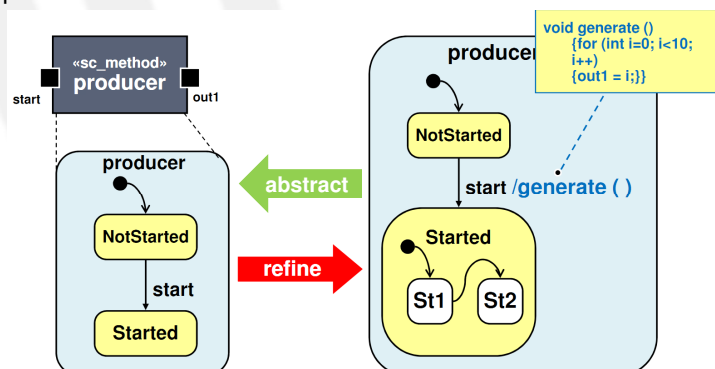 «sc_method»
producer
start
out1
producer
NotStarted
start
Started
abstract
refine
producer
void generate ()
{for (int i=0; i<10;
i++)
{out1 = i;}}
NotStarted
start /generate ( )
Started
St1
St2